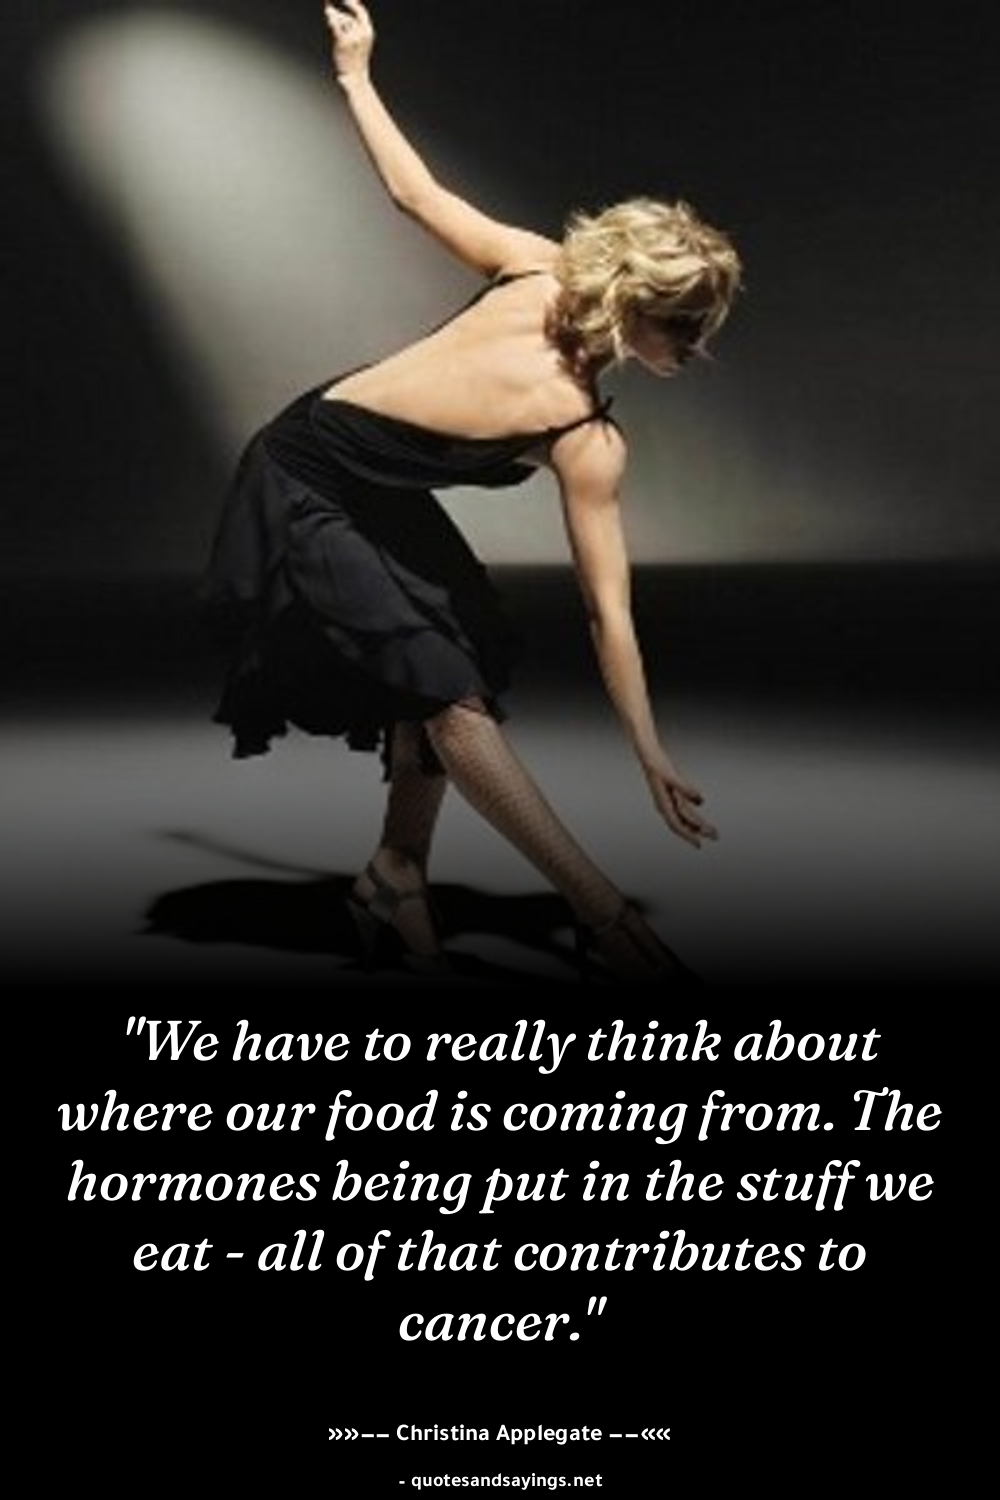 "We have to really think about
where our food is coming from. The
hormones being put in the stuff we
eat - all of that contributes to
cancer."
»»–– Christina Applegate ––««
- quotesandsayings.net